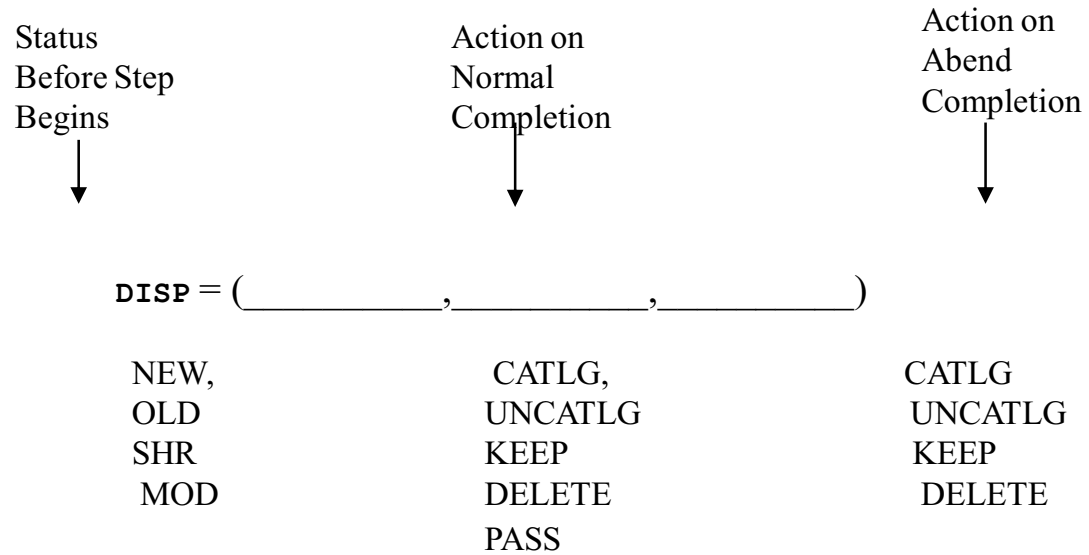 Status
Before Step
Begins
Action on
Normal
Completion
Action on
Abend
Completion
DISP = (__________,__________,__________)
NEW,
OLD
SHR
MOD
CATLG,
UNCATLG
KEEP
DELETE
PASS
CATLG
UNCATLG
KEEP
DELETE